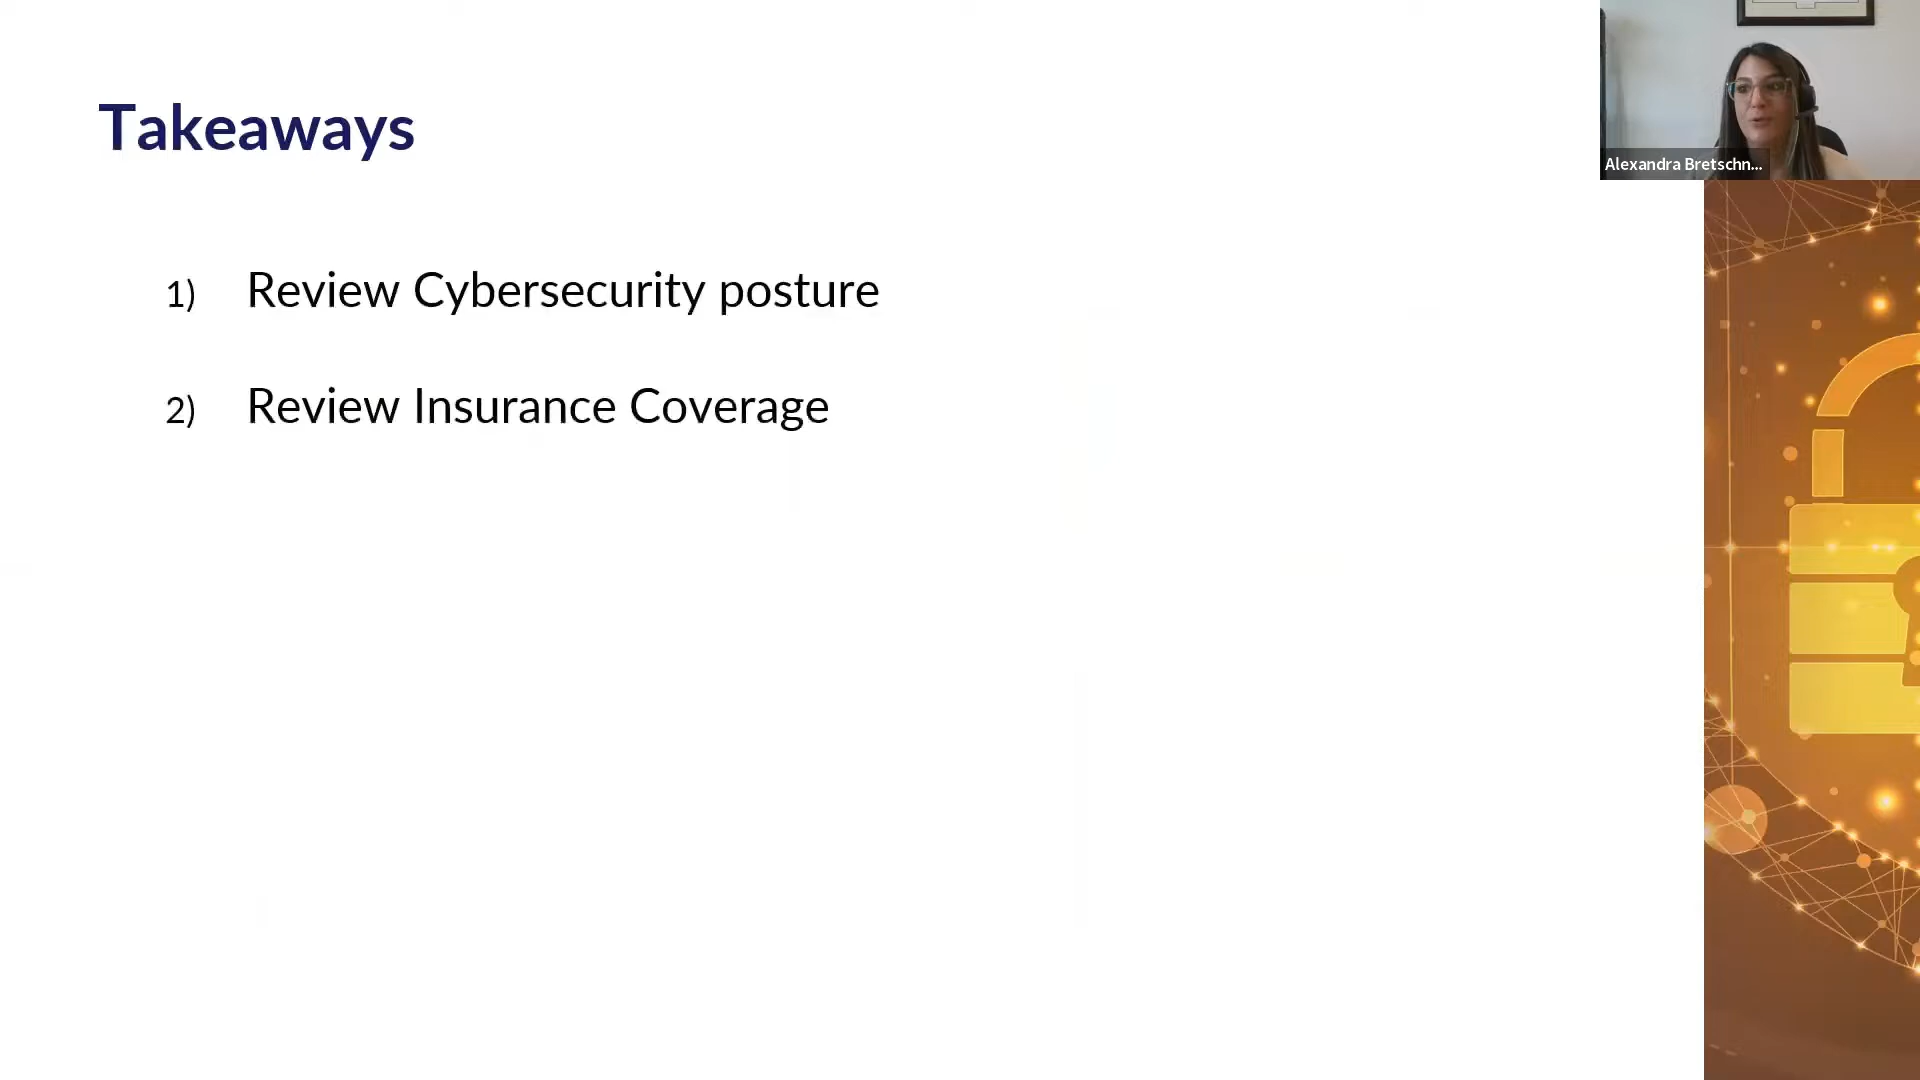 Takeaways
1) Review Cybersecurity posture
2) Review Insurance Coverage
Alexandra Bretschn...